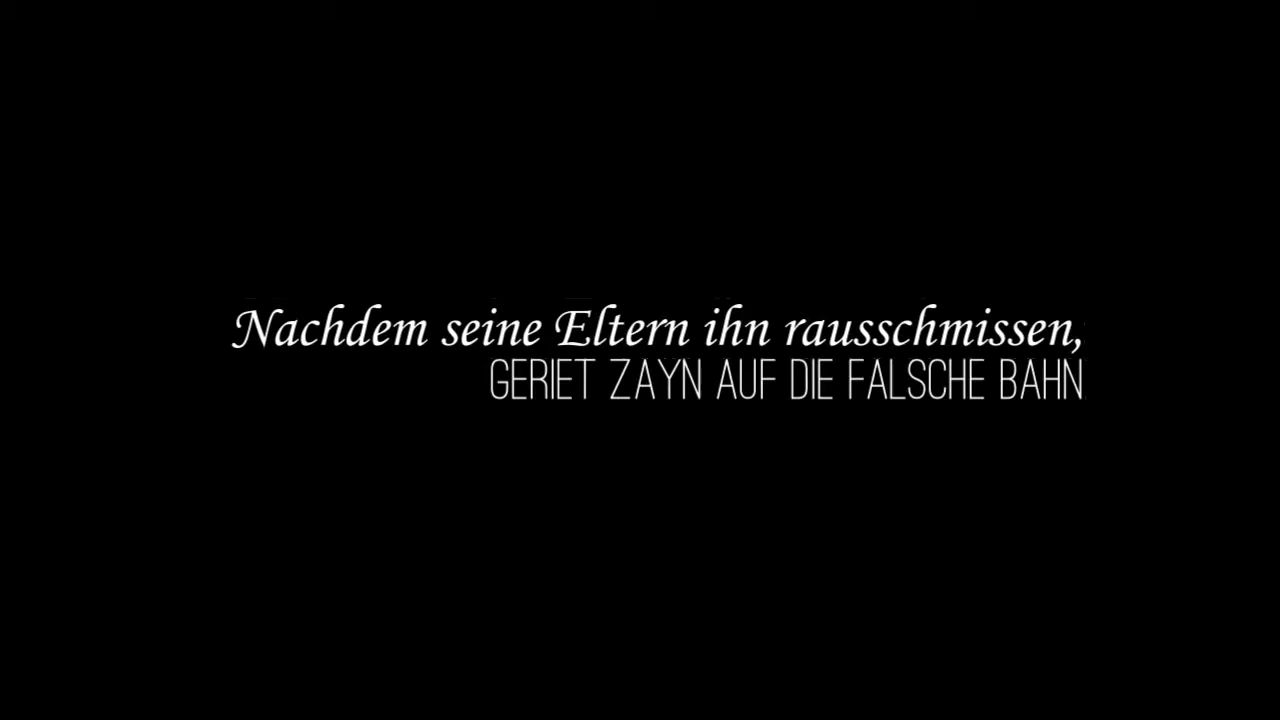 Nachdem seine Eltern ihn rausschmissen,
GERIET ZAYN AUF DIE FALSCHE BAHN